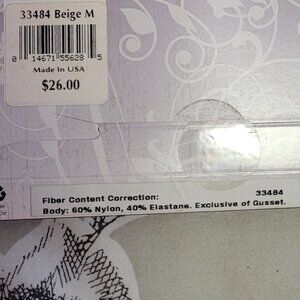 33484 Beige M
0 14671 55628 5
Made In USA
$26.00
Fiber Content Correction: 33484
Body: 60% Nylon, 40% Elastane. Exclusive of Gusset.